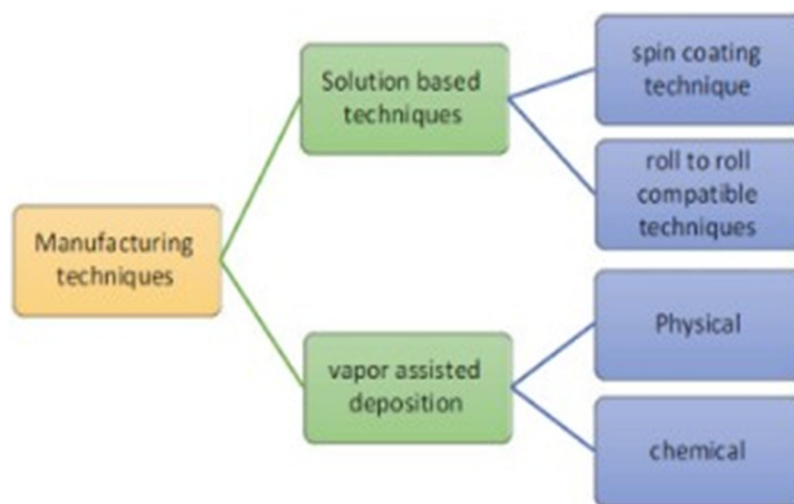 Manufacturing
techniques
Solution based
techniques
spin coating
technique
roll to roll
compatible
techniques
vapor assisted
deposition
Physical
chemical